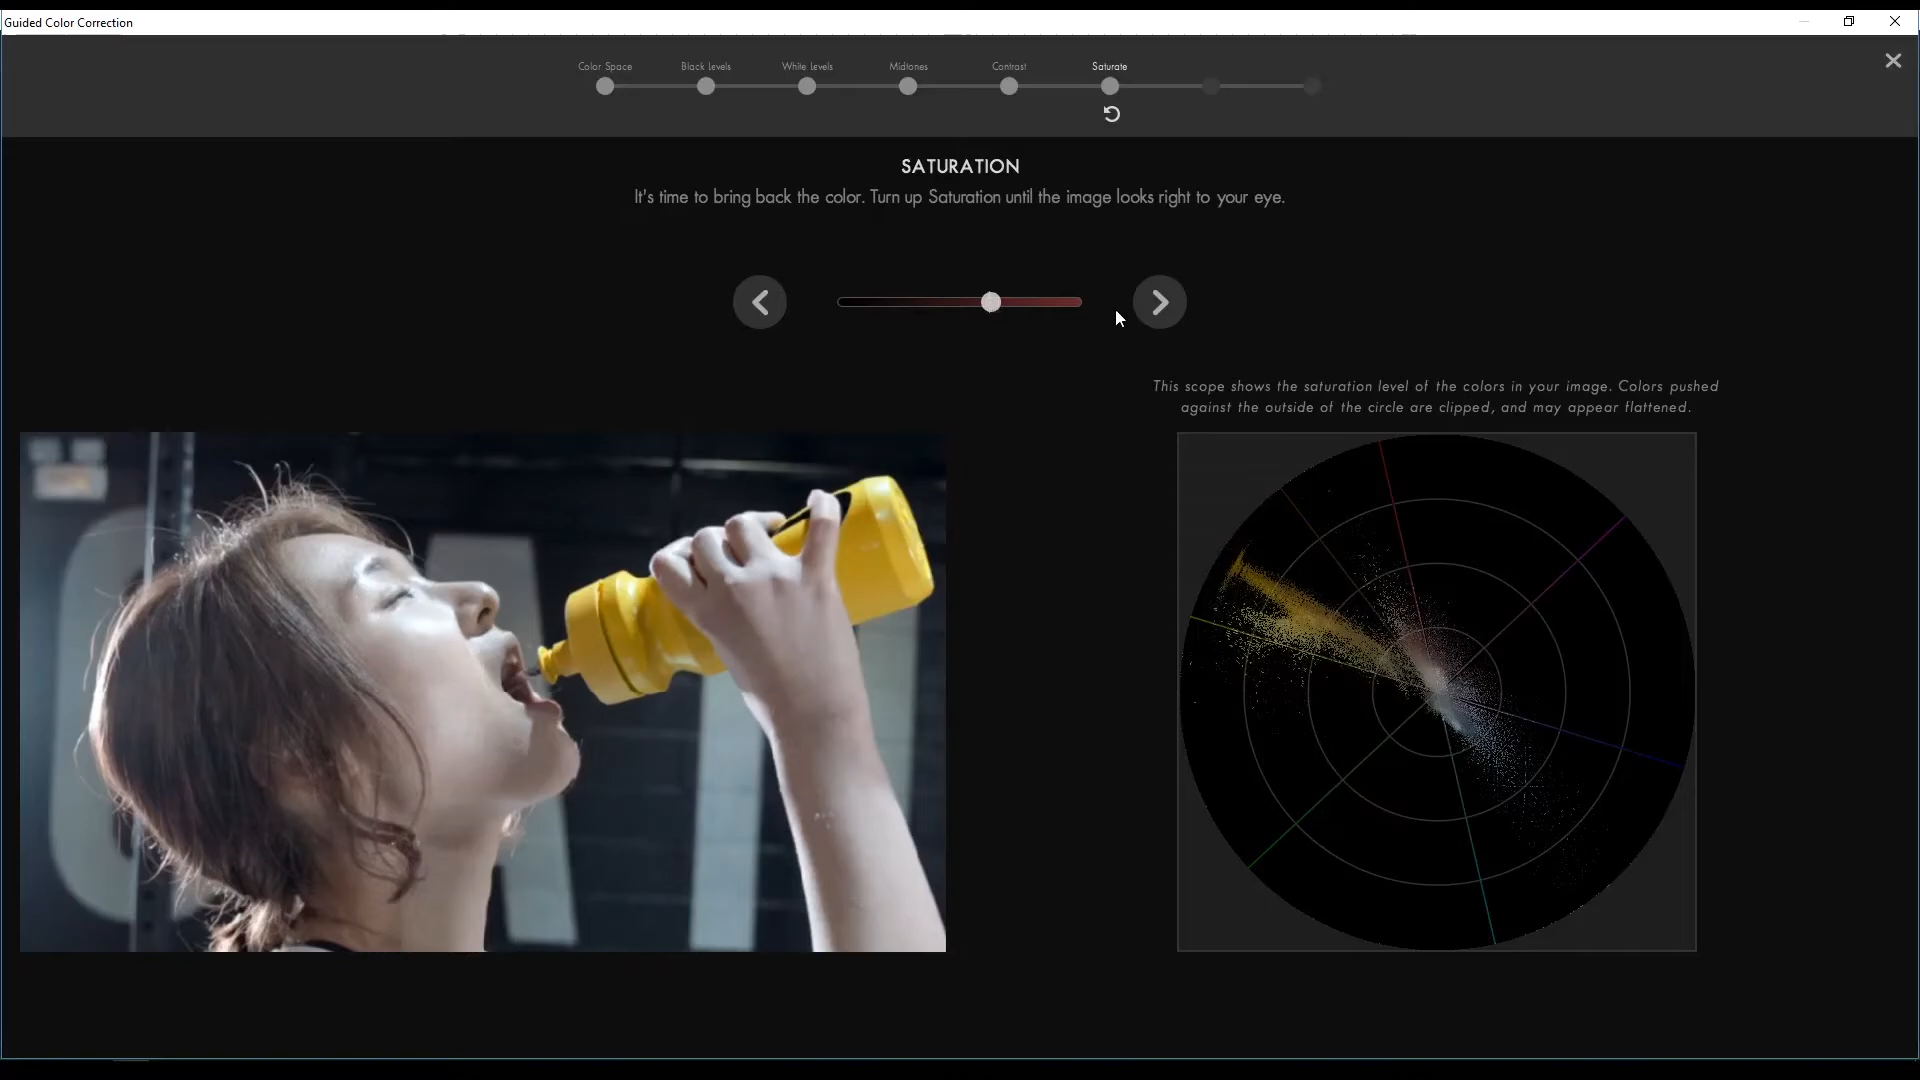 Guided Color Correction
Color Space Black Levels White Levels Midtones Contrast Saturate
SATURATION
It's time to bring back the color. Turn up Saturation until the image looks right to your eye.
This scope shows the saturation level of the colors in your image. Colors pushed
against the outside of the circle are clipped, and may appear flattened.